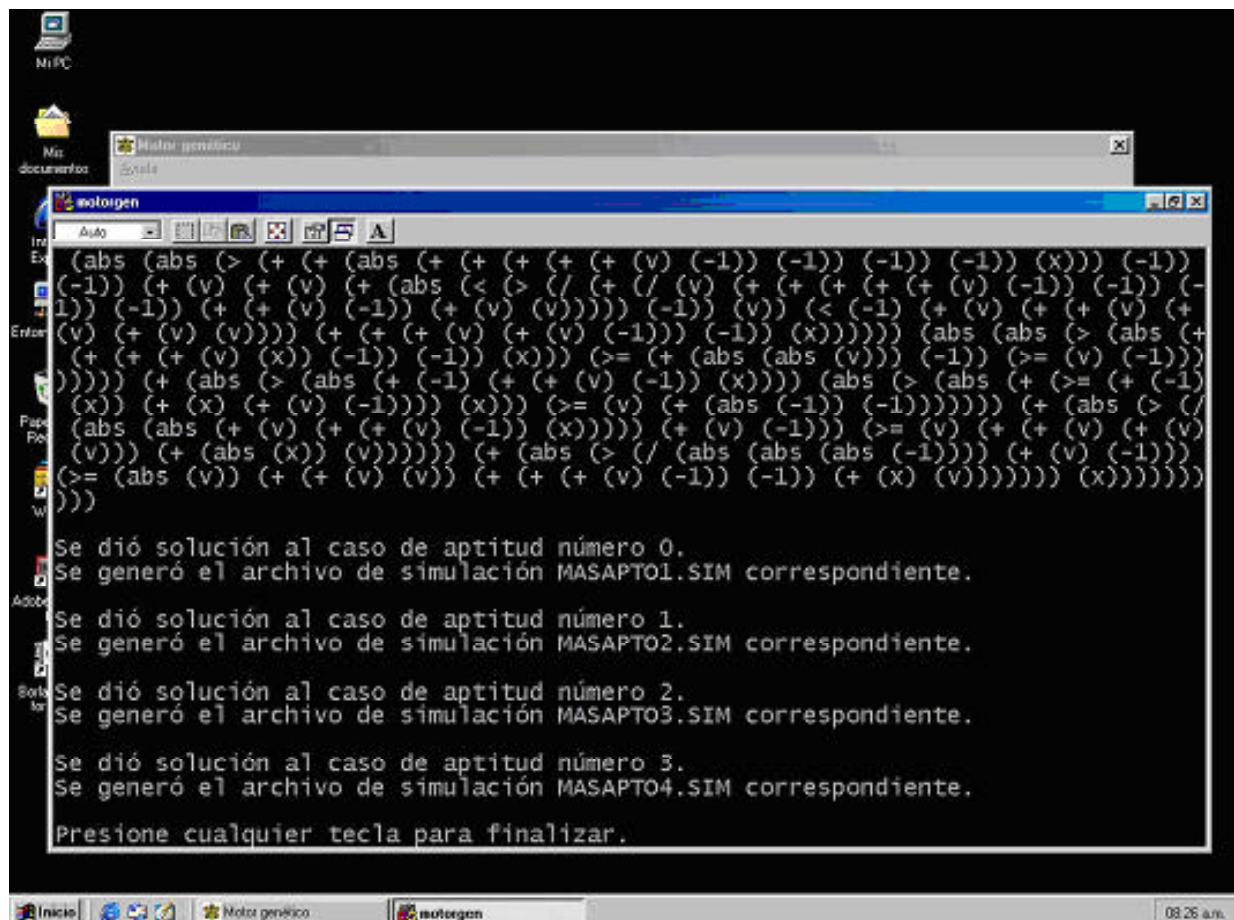 Mi PC
Mis
documentos
Motor genético
Ayuda
motorgen
Auto
A
(abs (abs (> (+ (+ (abs (+ (+ (+ (+ (+ (v) (-1)) (-1)) (-1)) (-1)) (x))) (-1))
(-1)) (+ (v) (+ (v) (+ (abs (< (> (/ (+ (/ (v) (+ (+ (+ (+ (v) (-1)) (-1)) (-
1)) (-1)) (+ (+ (v) (-1)) (+ (v) (v))))) (-1)) (v)) (< (-1) (+ (v) (+ (+ (v) (+
(v) (+ (v) (v)))) (+ (+ (+ (v) (+ (v) (-1))) (-1)) (x)))))) (abs (abs (> (abs (+
(+ (+ (+ (v) (x)) (-1)) (-1)) (x))) (>= (+ (abs (abs (v))) (-1)) (>= (v) (-1)))
))))) (+ (abs (> (abs (+ (-1) (+ (+ (v) (-1)) (x)))) (abs (> (abs (+ (>= (+ (-1)
(x)) (+ (x) (+ (v) (-1)))) (x))) (>= (v) (+ (abs (-1)) (-1))))))) (+ (abs (> (/
(abs (abs (+ (v) (+ (+ (v) (-1)) (x))))) (+ (v) (-1))) (>= (v) (+ (+ (v) (+ (v)
(v))) (+ (abs (x)) (v)))))) (+ (abs (> (/ (abs (abs (abs (-1)))) (+ (v) (-1)))
(>= (abs (v)) (+ (+ (v) (v)) (+ (+ (+ (v) (-1)) (-1)) (+ (x) (v))))))) (x)))))))
)))
Se dió solución al caso de aptitud número 0.
Se generó el archivo de simulación MASAPTO1.SIM correspondiente.
Se dió solución al caso de aptitud número 1.
Se generó el archivo de simulación MASAPTO2.SIM correspondiente.
Se dió solución al caso de aptitud número 2.
Se generó el archivo de simulación MASAPTO3.SIM correspondiente.
Se dió solución al caso de aptitud número 3.
Se generó el archivo de simulación MASAPTO4.SIM correspondiente.
Presione cualquier tecla para finalizar.
Inicio
Motor genético
motorgen
08:26 a.m.